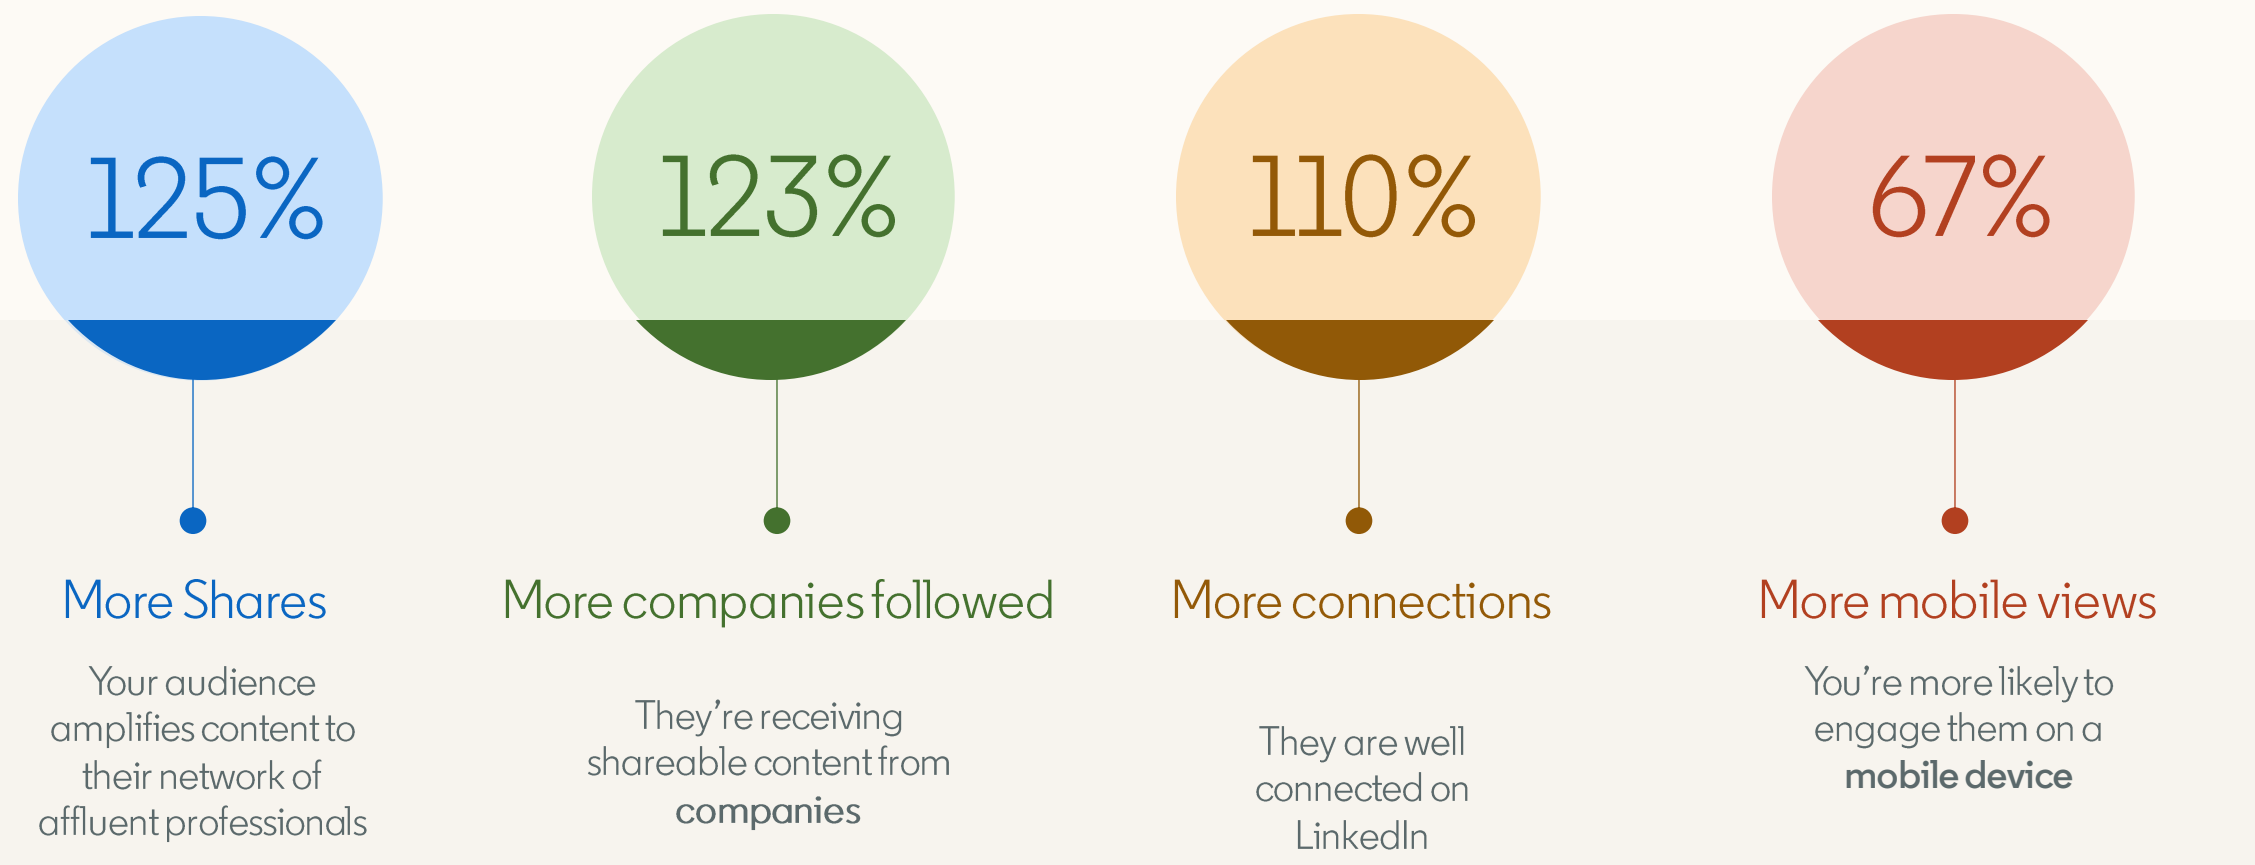 125%
More Shares
Your audience
amplifies content to
their network of
affluent professionals
123%
More companies followed
They’re receiving
shareable content from
companies
110%
More connections
They are well
connected on
LinkedIn
67%
More mobile views
You’re more likely to
engage them on a
mobile device